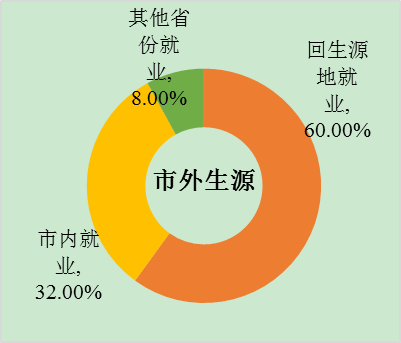 其他省
份就
业,
8.00%
回生源
地就
业,
60.00%
市外生源
市内就
业,
32.00%